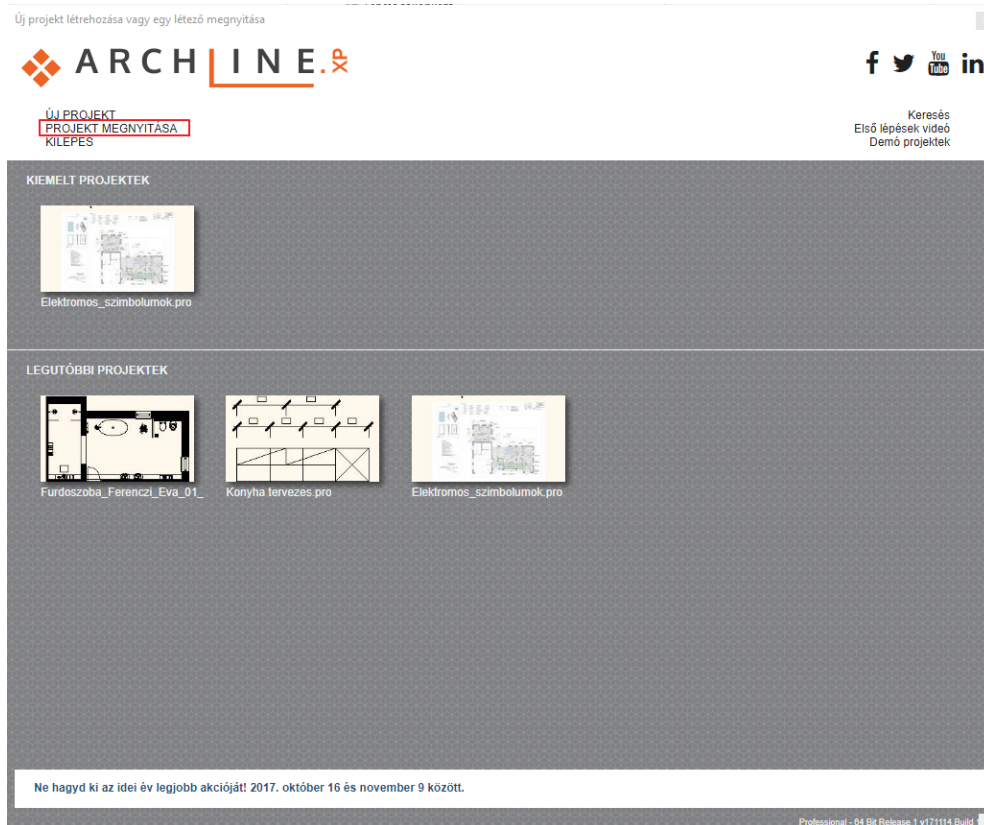 Új projekt létrehozása vagy egy létező megnyitása
ARCHLINE.XP
You
Tube
ÚJ PROJEKT
PROJEKT MEGNYITÁSA
KILÉPÉS
Keresés
Első lépések videó
Demó projektek
KIEMELT PROJEKTEK
Elektromos_szimbolumok.pro
LEGUTÓBBI PROJEKTEK
Furdoszoba_Ferenczi_Eva_01_
Konyha tervezes.pro
Elektromos_szimbolumok.pro
Ne hagyd ki az idei év legjobb akcióját! 2017. október 16 és november 9 között.
Professional - 64 Bit Release 1 v171114 Build